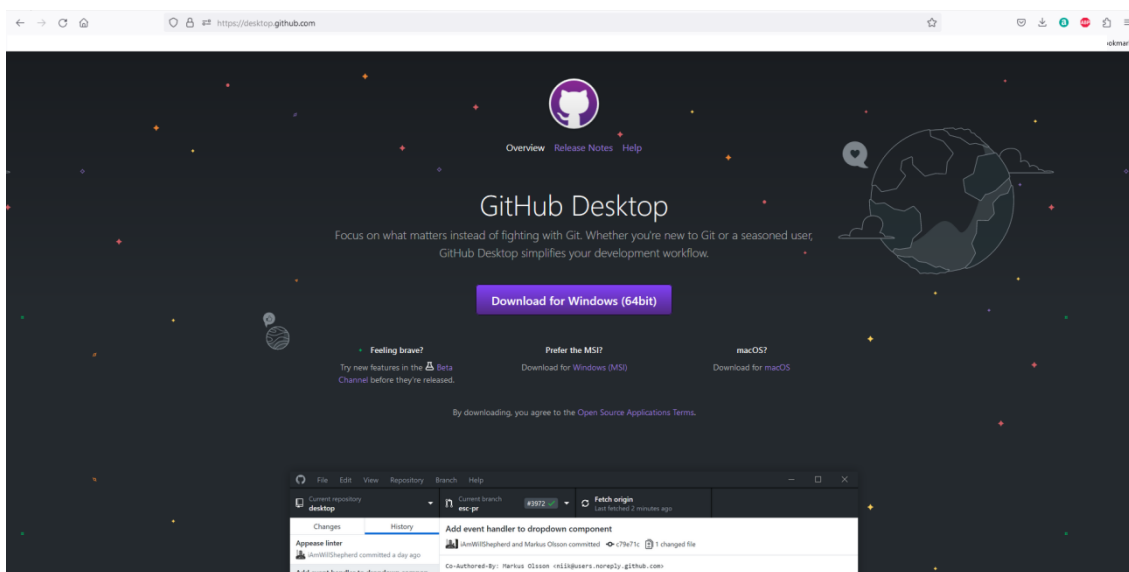 https://desktop.github.com
Overview Release Notes Help
GitHub Desktop
Focus on what matters instead of fighting with Git. Whether you're new to Git or a seasoned user,
GitHub Desktop simplifies your development workflow.
Download for Windows (64bit)
Feeling brave?
Try new features in the Beta
Channel before they're released.
Prefer the MSI?
Download for Windows (MSI)
macOS?
Download for macOS
By downloading, you agree to the Open Source Applications Terms.
File Edit View Repository Branch Help
Current repository
desktop
Current branch
esc-pr
#3972
Fetch origin
Last fetched 2 minutes ago
Changes History
Appease linter
iAmWillShepherd committed a day ago
Add event handler to dropdown component
iAmWillShepherd and Markus Olsson committed c79e71c 1 changed file
Co-Authored-By: Markus Olsson <niik@users.noreply.github.com>